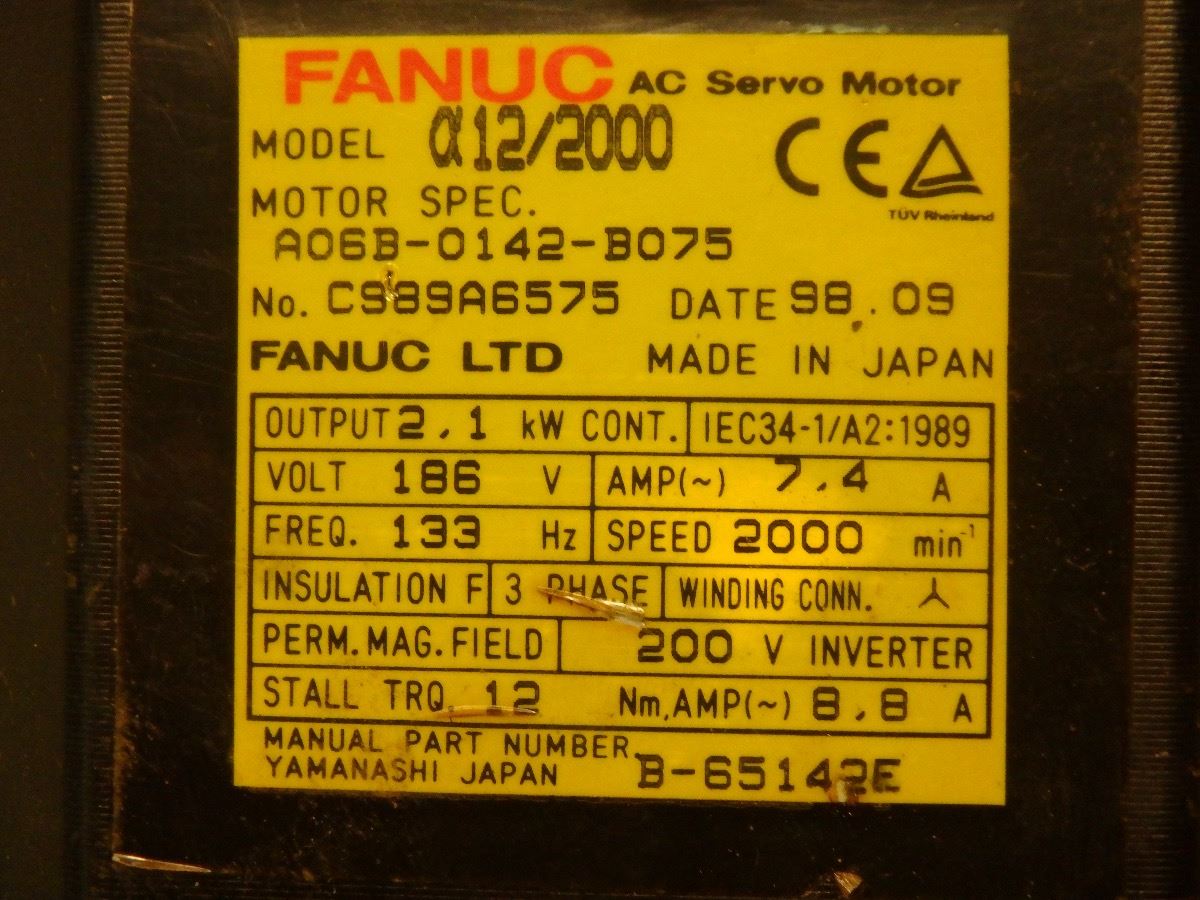 FANUC AC Servo Motor
MODEL α12/2000
CE
TÜV Rheinland
MOTOR SPEC.
A06B-0142-B075
No. C989A6575 DATE 98.09
FANUC LTD MADE IN JAPAN
OUTPUT 2.1 kW CONT. IEC34-1/A2:1989
VOLT 186 V AMP(~) 7.4 A
FREQ. 133 Hz SPEED 2000 min⁻¹
INSULATION F 3 PHASE WINDING CONN.
PERM.MAG.FIELD 200 V INVERTER
STALL TRQ. 12 Nm,AMP(~) 8.8 A
MANUAL PART NUMBER
YAMANASHI JAPAN B-65142E